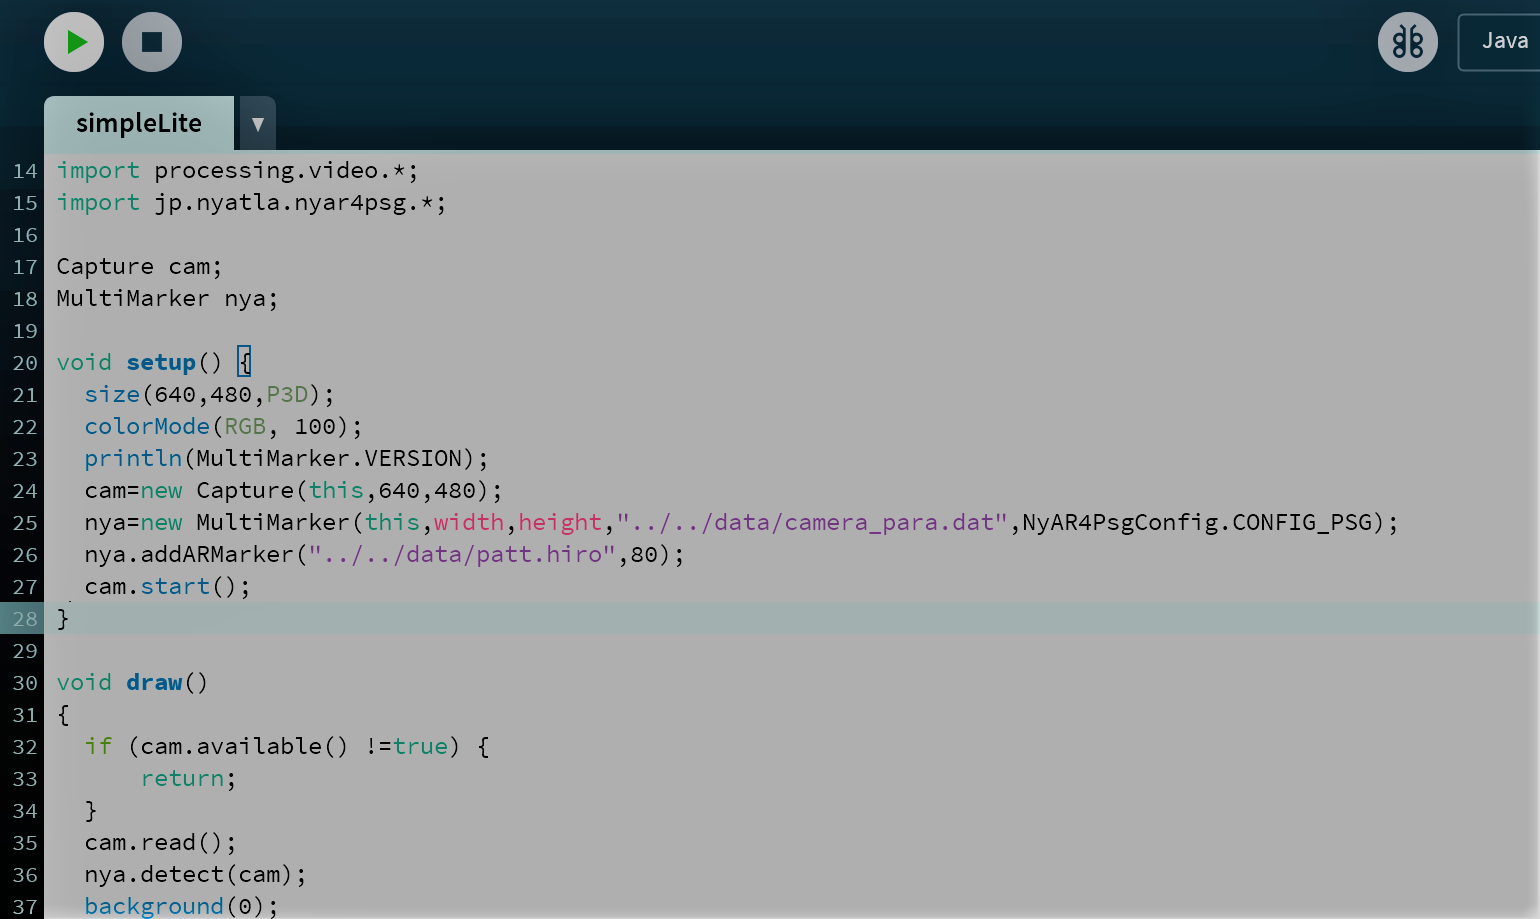 Java
simpleLite ▼
14 import processing.video.*;
15 import jp.nyatla.nyar4psg.*;
16
17 Capture cam;
18 MultiMarker nya;
19
20 void setup() {
21   size(640,480,P3D);
22   colorMode(RGB, 100);
23   println(MultiMarker.VERSION);
24   cam=new Capture(this,640,480);
25   nya=new MultiMarker(this,width,height,"../../data/camera_para.dat",NyAR4PsgConfig.CONFIG_PSG);
26   nya.addARMarker("../../data/patt.hiro",80);
27   cam.start();
28 }
29
30 void draw()
31 {
32   if (cam.available() !=true) {
33       return;
34   }
35   cam.read();
36   nya.detect(cam);
37   background(0);